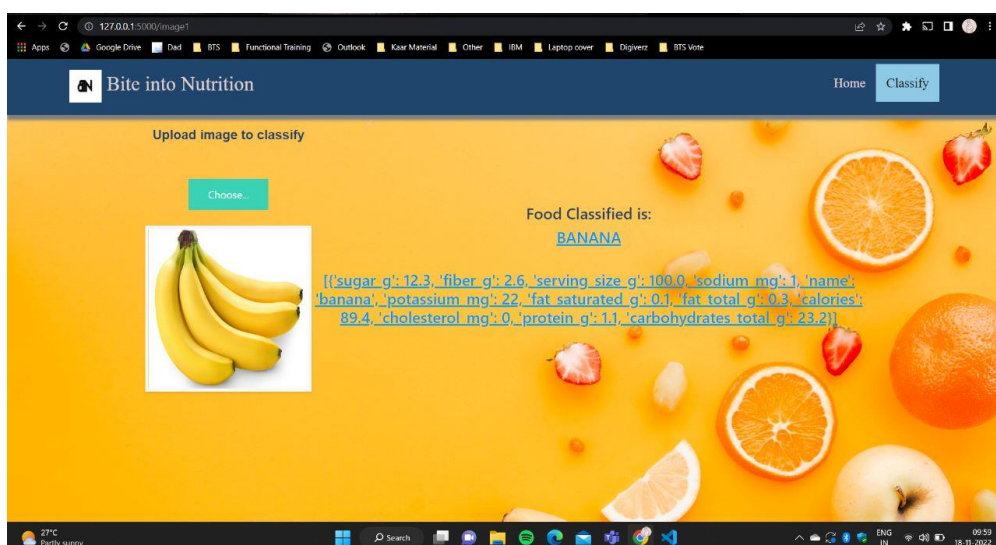 127.0.0.1:5000/image1
Apps Google Drive Dad BTS Functional Training Outlook Kaar Material Other IBM Laptop cover Digiverz BTS Vote
Bite into Nutrition
Home Classify
Upload image to classify
Choose...
Food Classified is:
BANANA
[{'sugar_g': 12.3, 'fiber_g': 2.6, 'serving_size_g': 100.0, 'sodium_mg': 1, 'name':
'banana', 'potassium_mg': 22, 'fat_saturated_g': 0.1, 'fat_total_g': 0.3, 'calories':
89.4, 'cholesterol_mg': 0, 'protein_g': 1.1, 'carbohydrates_total_g': 23.2}]
27°C
Partly sunny
Search
ENG
IN
09:59
18-11-2022